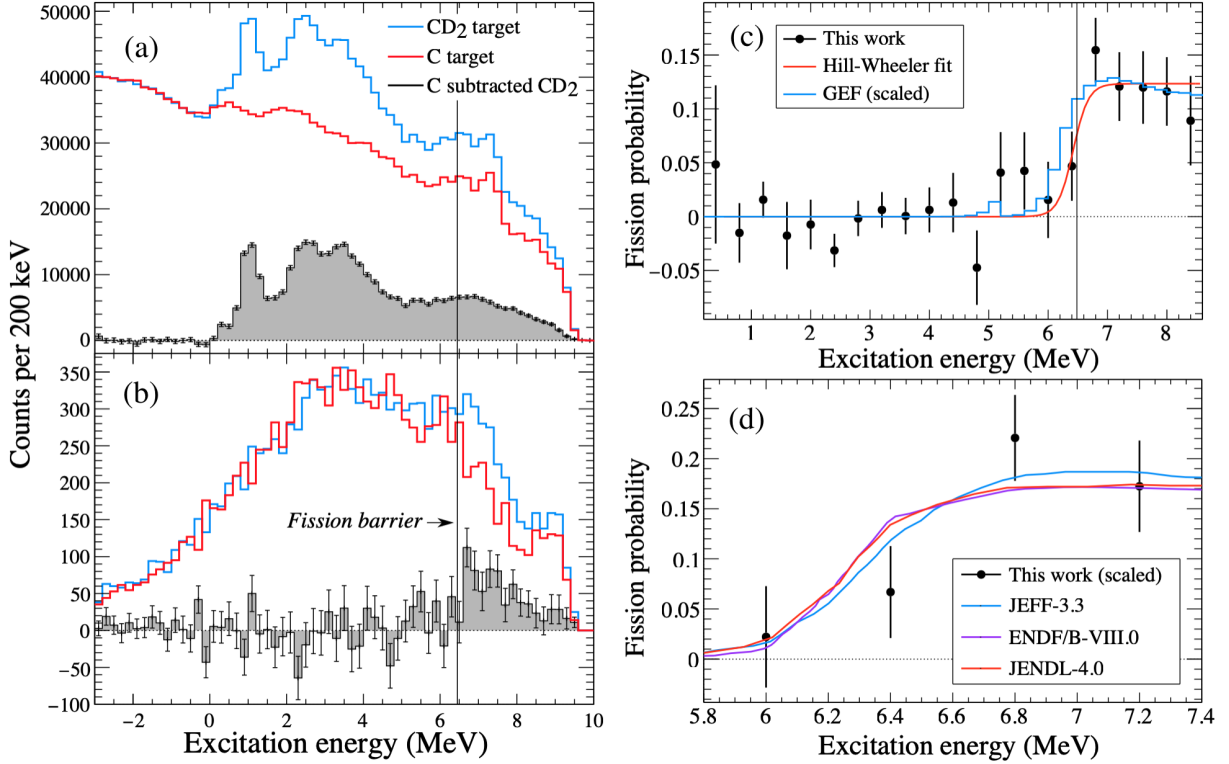 Counts per 200 keV
(a)
CD2 target
C target
C subtracted CD2
50000
40000
30000
20000
10000
0
(b)
Fission barrier
350
300
250
200
150
100
50
0
−50
−100
−2 0 2 4 6 8 10
Excitation energy (MeV)
(c)
This work
Hill-Wheeler fit
GEF (scaled)
Fission probability
0.15
0.1
0.05
0
−0.05
1 2 3 4 5 6 7 8
Excitation energy (MeV)
(d)
Fission probability
0.25
0.2
0.15
0.1
0.05
0
This work (scaled)
JEFF-3.3
ENDF/B-VIII.0
JENDL-4.0
5.8 6 6.2 6.4 6.6 6.8 7 7.2 7.4
Excitation energy (MeV)